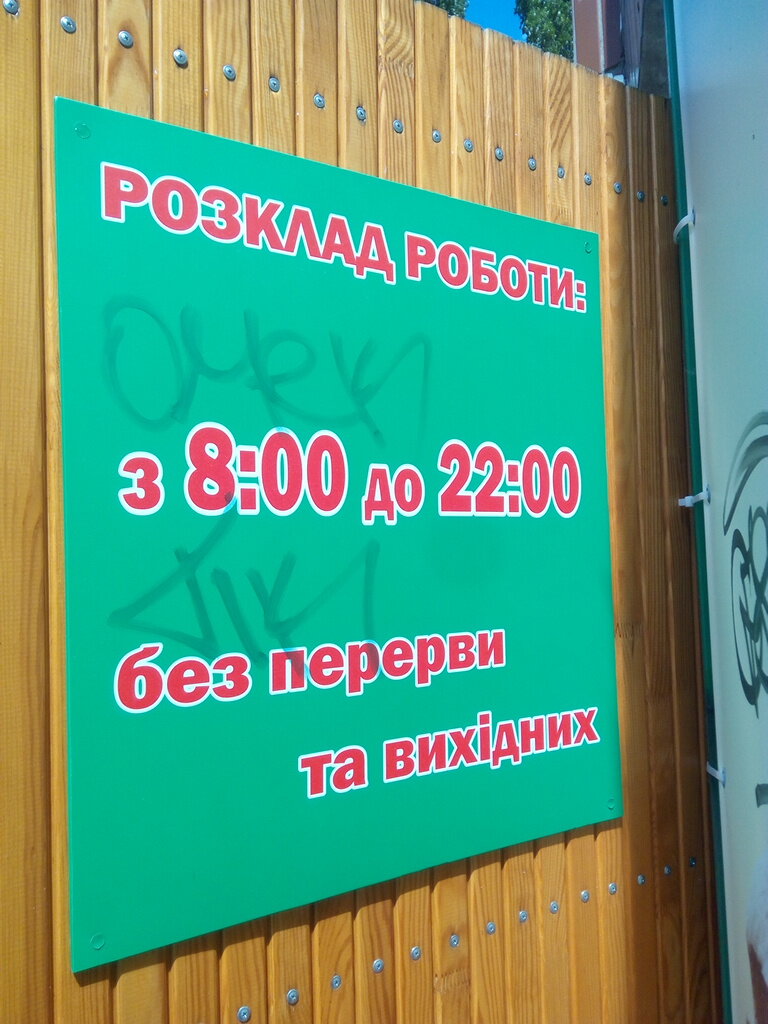 РОЗКЛАД РОБОТИ:
з 8:00 до 22:00
без перерви
та вихідних